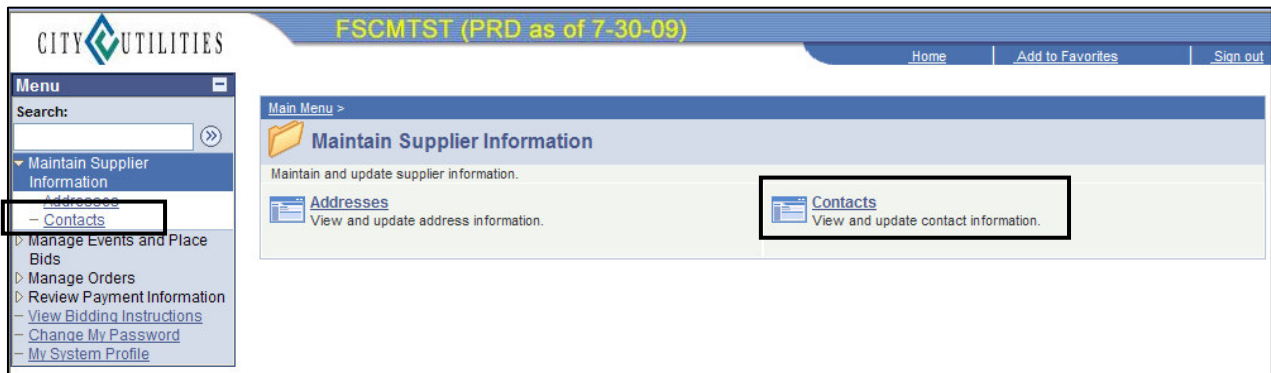 CITY UTILITIES
FSCMTST (PRD as of 7-30-09)
Home Add to Favorites Sign out
Menu
Search:
Maintain Supplier
Information
Addresses
Contacts
Manage Events and Place
Bids
Manage Orders
Review Payment Information
View Bidding Instructions
Change My Password
My System Profile
Main Menu >
Maintain Supplier Information
Maintain and update supplier information.
Addresses
View and update address information.
Contacts
View and update contact information.